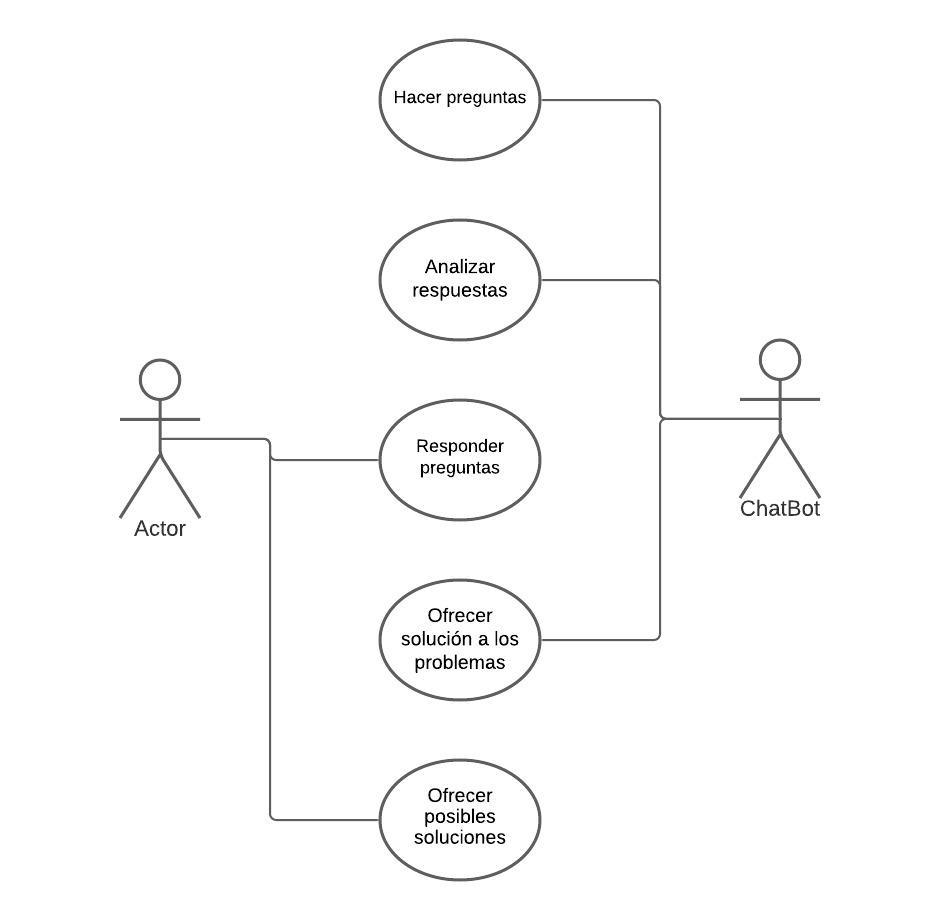 Hacer preguntas
Analizar
respuestas
Responder
preguntas
Actor
ChatBot
Ofrecer
solución a los
problemas
Ofrecer
posibles
soluciones